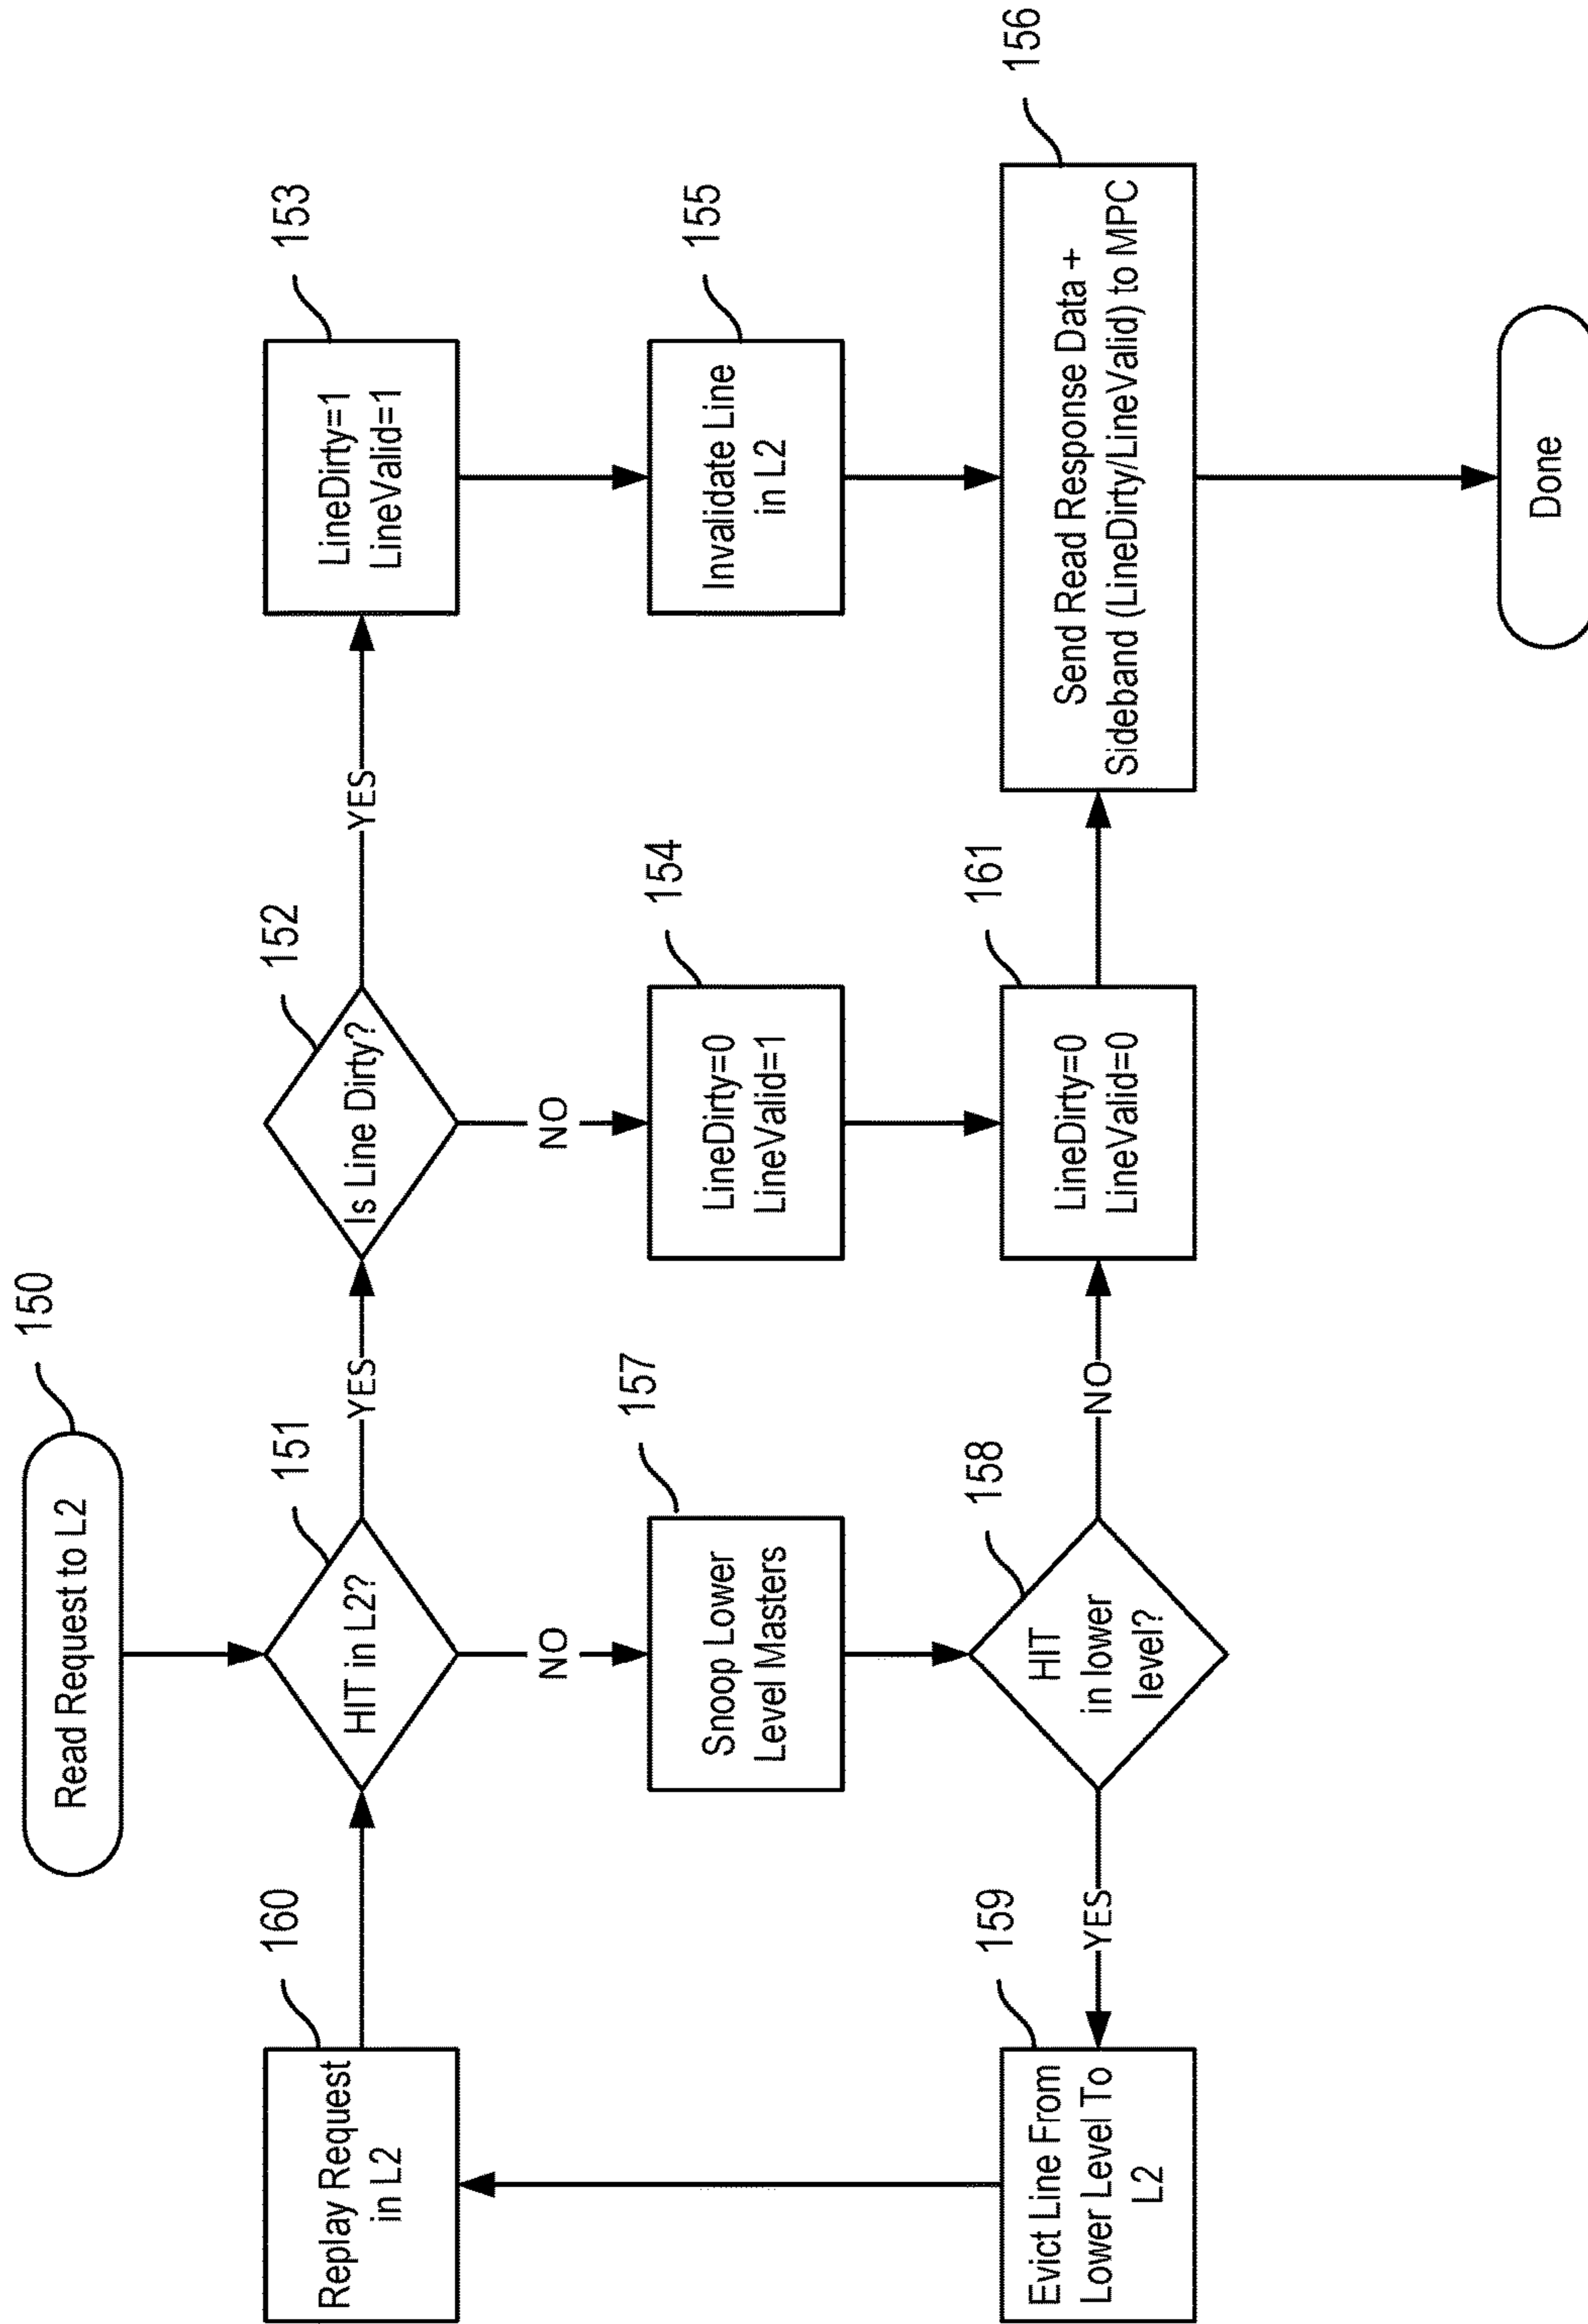 Read Request to L2
150
Replay Request
in L2
160
HIT in L2?
151
YES
Is Line Dirty?
152
YES
LineDirty=1
LineValid=1
153
NO
NO
Snoop Lower
Level Masters
157
LineDirty=0
LineValid=1
154
Invalidate Line
in L2
155
Evict Line From
Lower Level To
L2
159
YES
HIT
in lower
level?
158
NO
LineDirty=0
LineValid=0
161
Send Read Response Data +
Sideband (LineDirty/LineValid) to MPC
156
Done